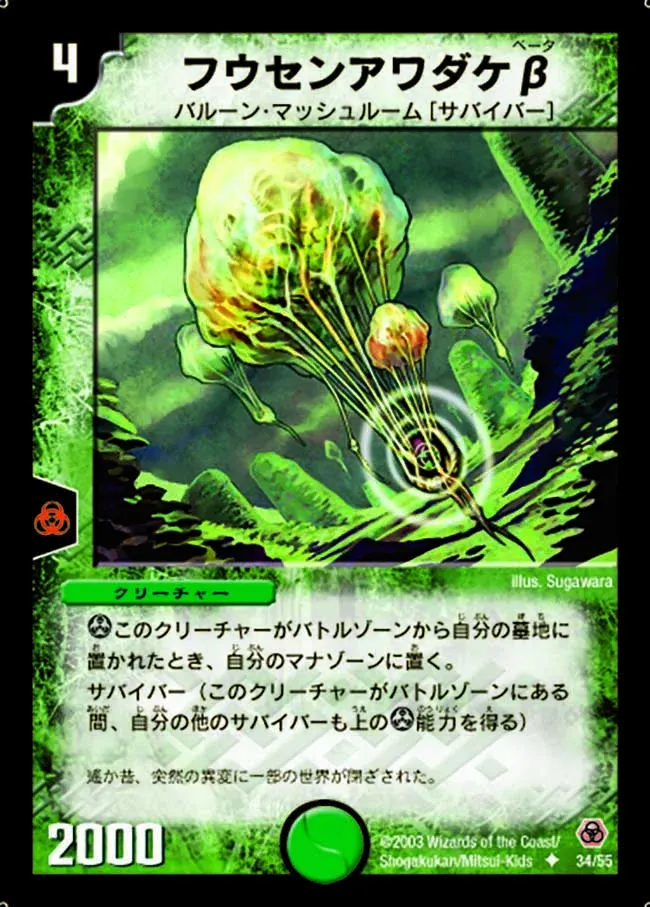 4
ベータ
フウセンアワダケβ
バルーン・マッシュルーム [サバイバー]
illus. Sugawara
クリーチャー
このクリーチャーがバトルゾーンから自分の墓地に
置かれたとき、自分のマナゾーンに置く。
サバイバー（このクリーチャーがバトルゾーンにある
間、自分の他のサバイバーも上の能力を得る）
遙か昔、突然の異変に一部の世界が閉ざされた。
2000
©2003 Wizards of the Coast/
Shogakukan/Mitsui-Kids ♦ 34/55